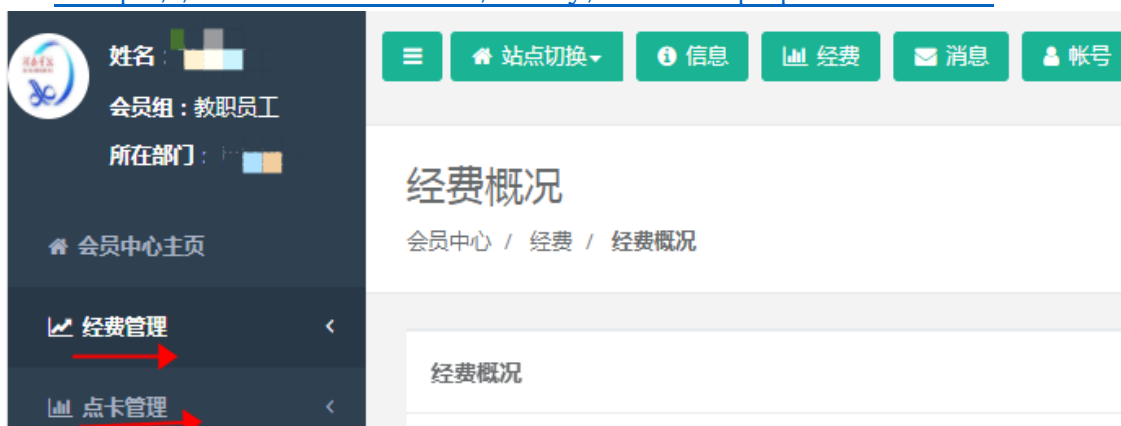 姓名：
会员组：教职员工
所在部门：
会员中心主页
经费管理
点卡管理
站点切换 信息 经费 消息 帐号
经费概况
会员中心 / 经费 / 经费概况
经费概况